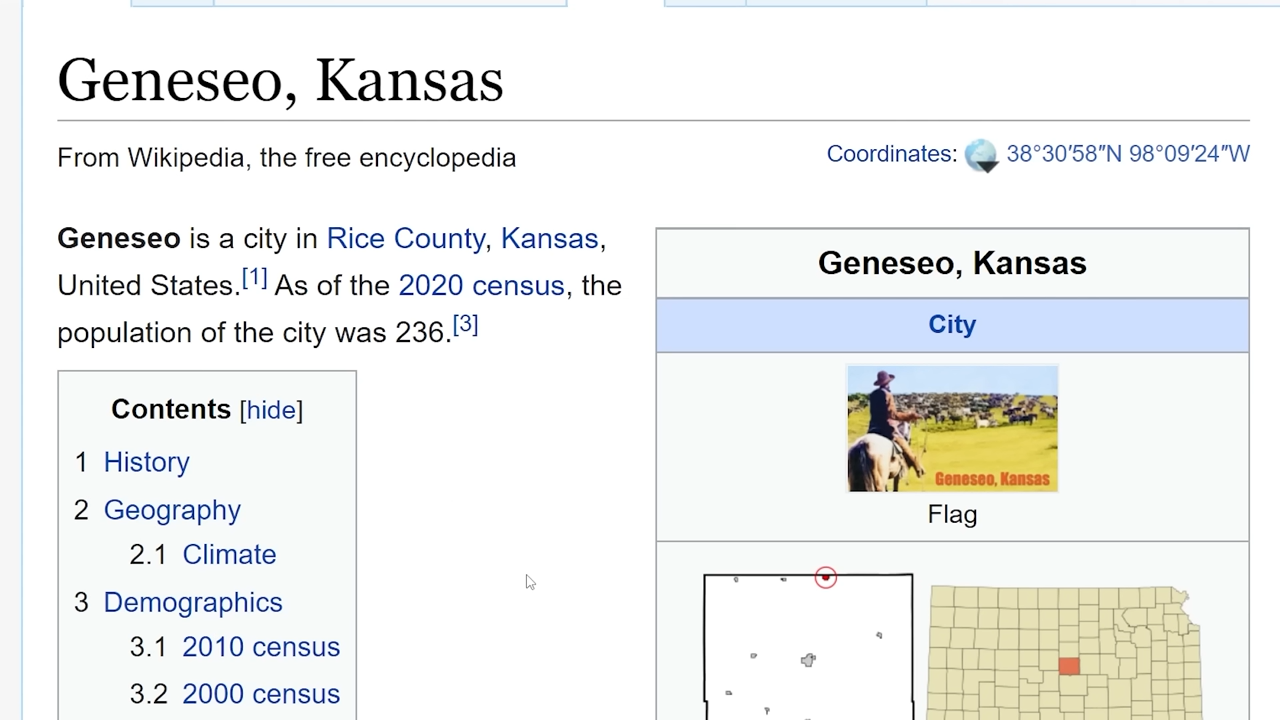 Geneseo, Kansas
From Wikipedia, the free encyclopedia
Coordinates: 38°30′58″N 98°09′24″W
Geneseo is a city in Rice County, Kansas,
United States.[1] As of the 2020 census, the
population of the city was 236.[3]
Contents [hide]
1 History
2 Geography
2.1 Climate
3 Demographics
3.1 2010 census
3.2 2000 census
Geneseo, Kansas
City
Geneseo, Kansas
Flag